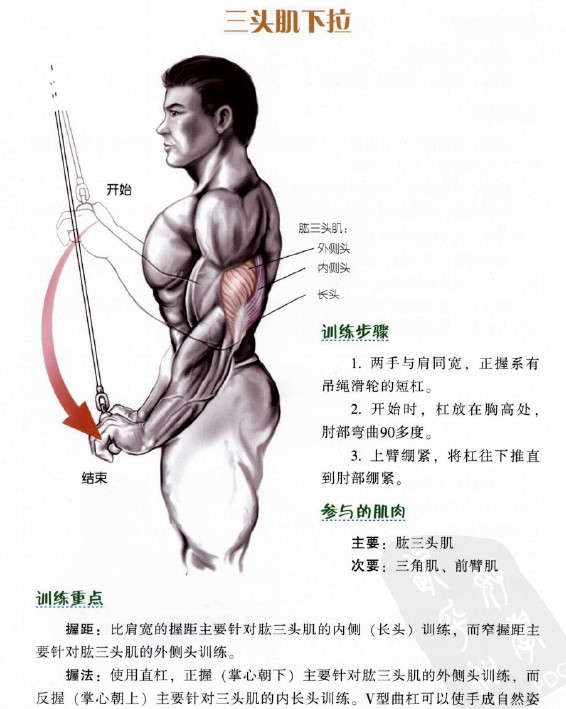 三头肌下拉
开始
肱三头肌：
外侧头
内侧头
长头
结束
训练步骤
1. 两手与肩同宽，正握系有
吊绳滑轮的短杠。
2. 开始时，杠放在胸高处，
肘部弯曲90多度。
3. 上臂绷紧，将杠往下推直
到肘部绷紧。
参与的肌肉
主要：肱三头肌
次要：三角肌、前臂肌
训练重点
握距：比肩宽的握距主要针对肱三头肌的内侧（长头）训练，而窄握距主
要针对肱三头肌的外侧头训练。
握法：使用直杠，正握（掌心朝下）主要针对肱三头肌的外侧头训练，而
反握（掌心朝上）主要针对三头肌的内长头训练。V型曲杠可以使手成自然姿